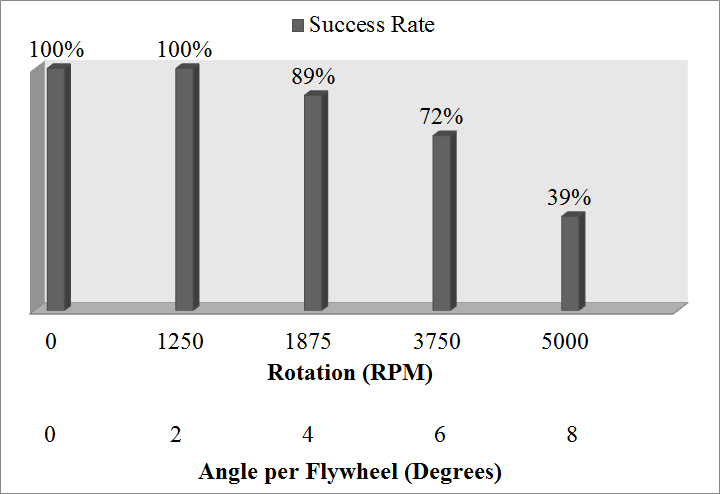 Success Rate
100% 100% 89% 72% 39%
0 1250 1875 3750 5000
Rotation (RPM)
0 2 4 6 8
Angle per Flywheel (Degrees)